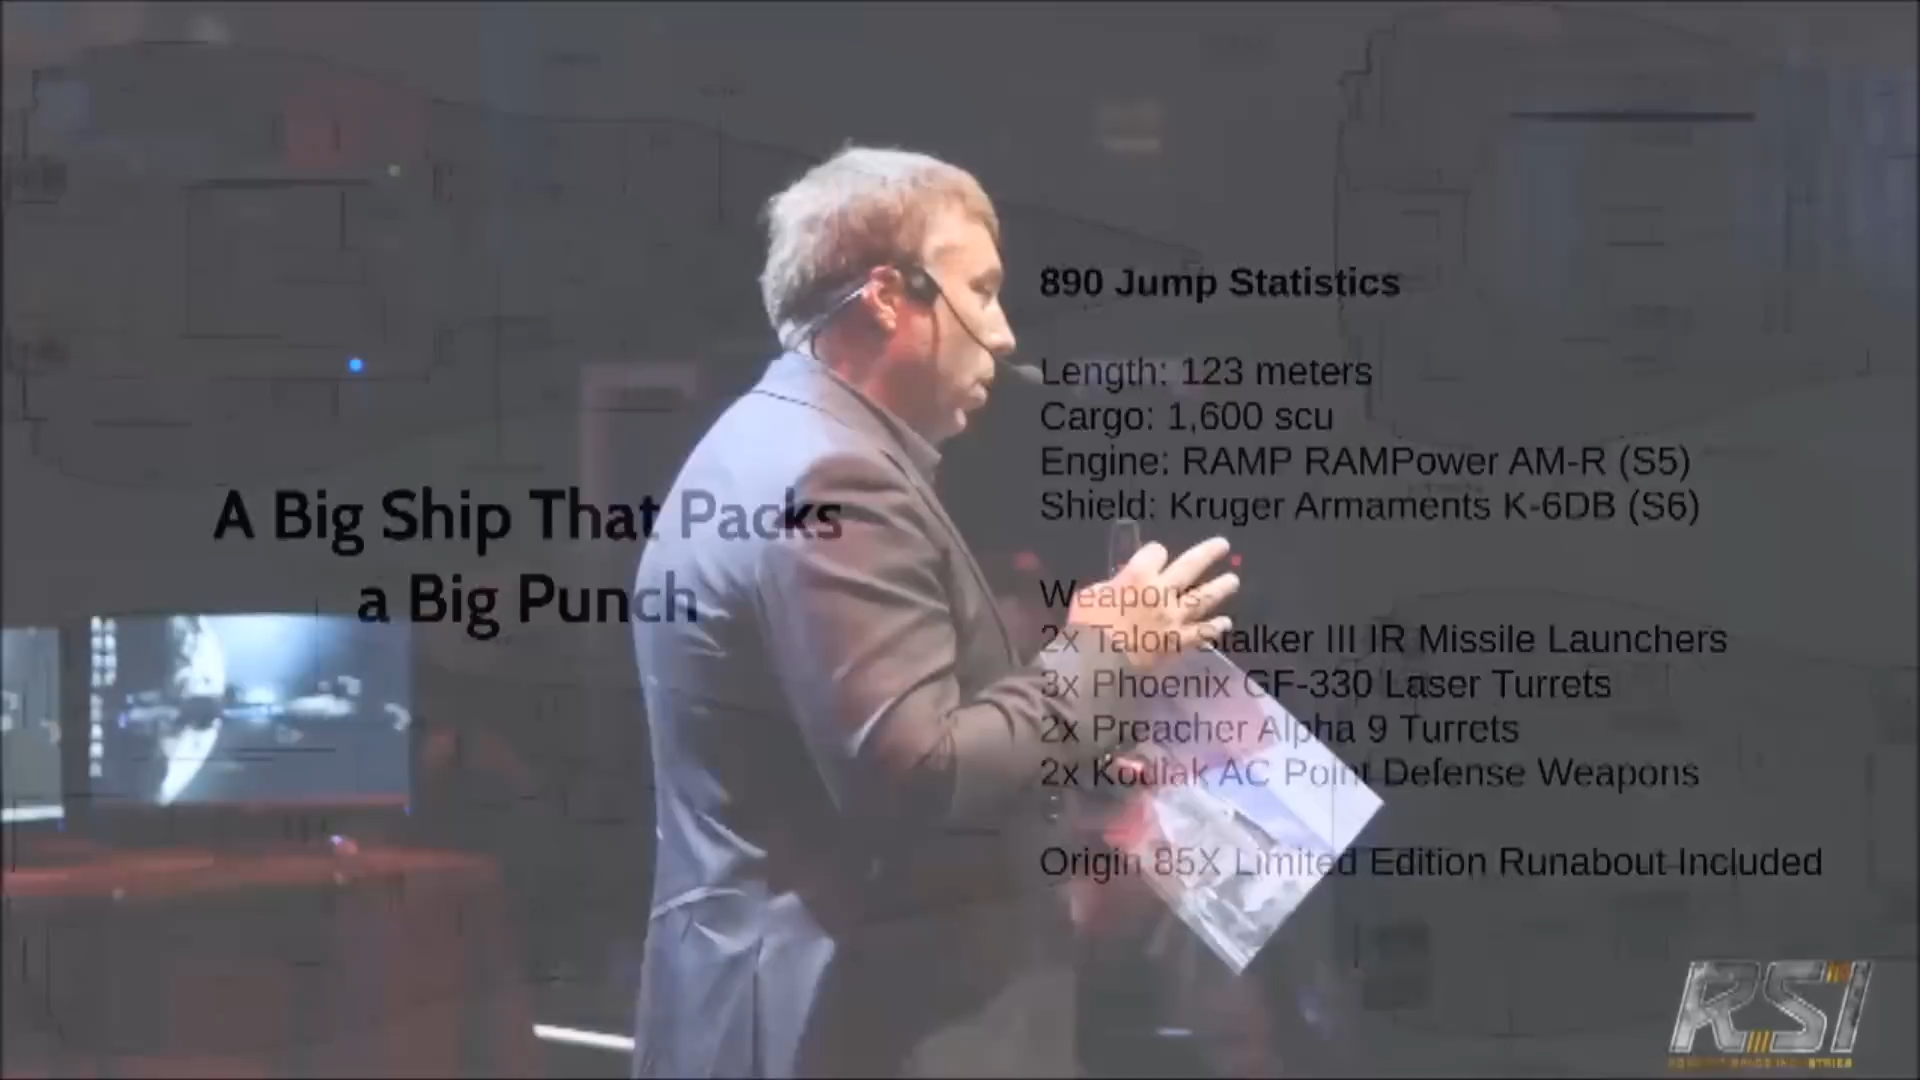 A Big Ship That Packs
a Big Punch
890 Jump Statistics
Length: 123 meters
Cargo: 1,600 scu
Engine: RAMP RAMPower AM-R (S5)
Shield: Kruger Armaments K-6DB (S6)
Weapons-
2x Talon Stalker III IR Missile Launchers
3x Phoenix GF-330 Laser Turrets
2x Preacher Alpha 9 Turrets
2x Kodiak AC Point Defense Weapons
Origin 85X Limited Edition Runabout Included
RSI